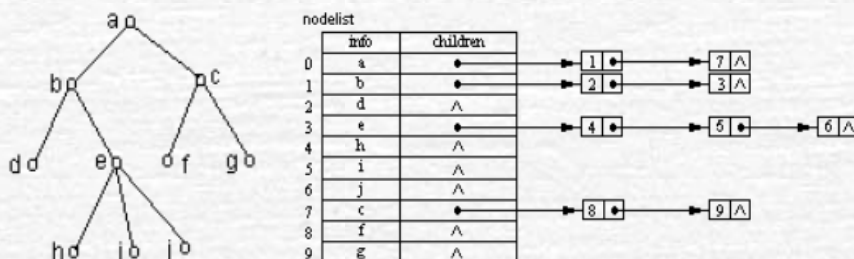 a
b
c
d
e
f
g
h
i
j
nodelist
info children
0 a 1 7 ^
1 b 2 3 ^
2 d ^
3 e 4 5 6 ^
4 h ^
5 i ^
6 j ^
7 c 8 9 ^
8 f ^
9 g ^